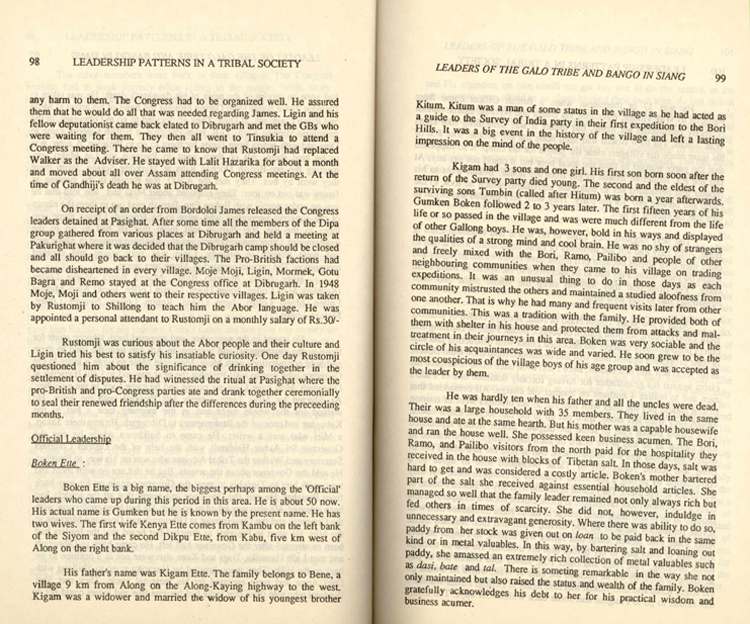 98 LEADERSHIP PATTERNS IN A TRIBAL SOCIETY
any harm to them. The Congress had to be organized well. He assured
them that he would do all that was needed regarding James. Ligin and his
fellow deputationist came back elated to Dibrugarh and met the GBs who
were waiting for them. They then all went to Tinsukia to attend a
Congress meeting. There he came to know that Rustomji had replaced
Walker as the Adviser. He stayed with Lalit Hazarika for about a month
and moved about all over Assam attending Congress meetings. At the
time of Gandhiji's death he was at Dibrugarh.
On receipt of an order from Bordoloi James released the Congress
leaders detained at Pasighat. After some time all the members of the Dipa
group gathered from various places at Dibrugarh and held a meeting at
Pakurighat where it was decided that the Dibrugarh camp should be closed
and all should go back to their villages. The Pro-British factions had
became disheartened in every village. Moje Moji, Ligin, Mormek, Gotu
Bagra and Remo stayed at the Congress office at Dibrugarh. In 1948
Moje, Moji and others went to their respective villages. Ligin was taken
by Rustomji to Shillong to teach him the Abor language. He was
appointed a personal attendant to Rustomji on a monthly salary of Rs.30/-
Rustomji was curious about the Abor people and their culture and
Ligin tried his best to satisfy his insatiable curiosity. One day Rustomji
questioned him about the significance of drinking together in the
settlement of disputes. He had witnessed the ritual at Pasighat where the
pro-British and pro-Congress parties ate and drank together ceremonially
to seal their renewed friendship after the differences during the preceeding
months.
Official Leadership
Boken Ette :
Boken Ette is a big name, the biggest perhaps among the 'Official'
leaders who came up during this period in this area. He is about 50 now.
His actual name is Gumken but he is known by the present name. He has
two wives. The first wife Kenya Ette comes from Kambu on the left bank
of the Siyom and the second Dikpu Ette, from Kabu, five km west of
Along on the right bank.
His father's name was Kigam Ette. The family belongs to Bene, a
village 9 km from Along on the Along-Kaying highway to the west.
Kigam was a widower and married the widow of his youngest brother
LEADERS OF THE GALO TRIBE AND BANGO IN SIANG 99
Kitum. Kitum was a man of some status in the village as he had acted as
a guide to the Survey of India party in their first expedition to the Bori
Hills. It was a big event in the history of the village and left a lasting
impression on the mind of the people.
Kigam had 3 sons and one girl. His first son born soon after the
return of the Survey party died young. The second and the eldest of the
surviving sons Tumbin (called after Hitum) was born a year afterwards.
Gumken Boken followed 2 to 3 years later. The first fifteen years of his
life or so passed in the village and was much different from the life
of other Gallong boys. He was, however, bold in his ways and displayed
the qualities of a strong mind and cool brain. He was no shy of strangers
and freely mixed with the Bori, Ramo, Pailibo and people of other
neighbouring communities when they came to his village on trading
expeditions. It was an unusual thing to do in those days as each
community mistrusted the others and maintained a studied aloofness from
one another. That is why he had many and frequent visits later from other
communities. This was a tradition with the family. He provided both of
them with shelter in his house and protected them from attacks and mal-
treatment in their journeys in this area. Boken was very sociable and the
circle of his acquaintances was wide and varied. He soon grew to be the
most couspicious of the village boys of his age group and was accepted as
the leader by them.
He was hardly ten when his father and all the uncles were dead.
Their was a large household with 35 members. They lived in the same
house and ate at the same hearth. But his mother was a capable housewife
and ran the house well. She possessed keen business acumen. The Bori,
Ramo, and Pailibo visitors from the north paid for the hospitality they
received in the house with blocks of Tibetan salt. In those days, salt was
hard to get and was considered a costly article. Boken's mother bartered
part of the salt she received against essential household articles. She
managed so well that the family leader remained not only always rich but
fed others in times of scarcity. She did not, however, indulge in
unnecessary and extravagant generosity. Where there was ability to do so,
paddy from her stock was given out on loan to be paid back in the same
kind or in metal valuables. In this way, by bartering salt and loaning out
paddy, she amassed an extremely rich collection of metal valuables such
as dasi, bate and tal. There is someting remarkable in the way she not
only maintained but also raised the status and wealth of the family. Boken
gratefully acknowledges his debt to her for his practical wisdom and
business acumer.